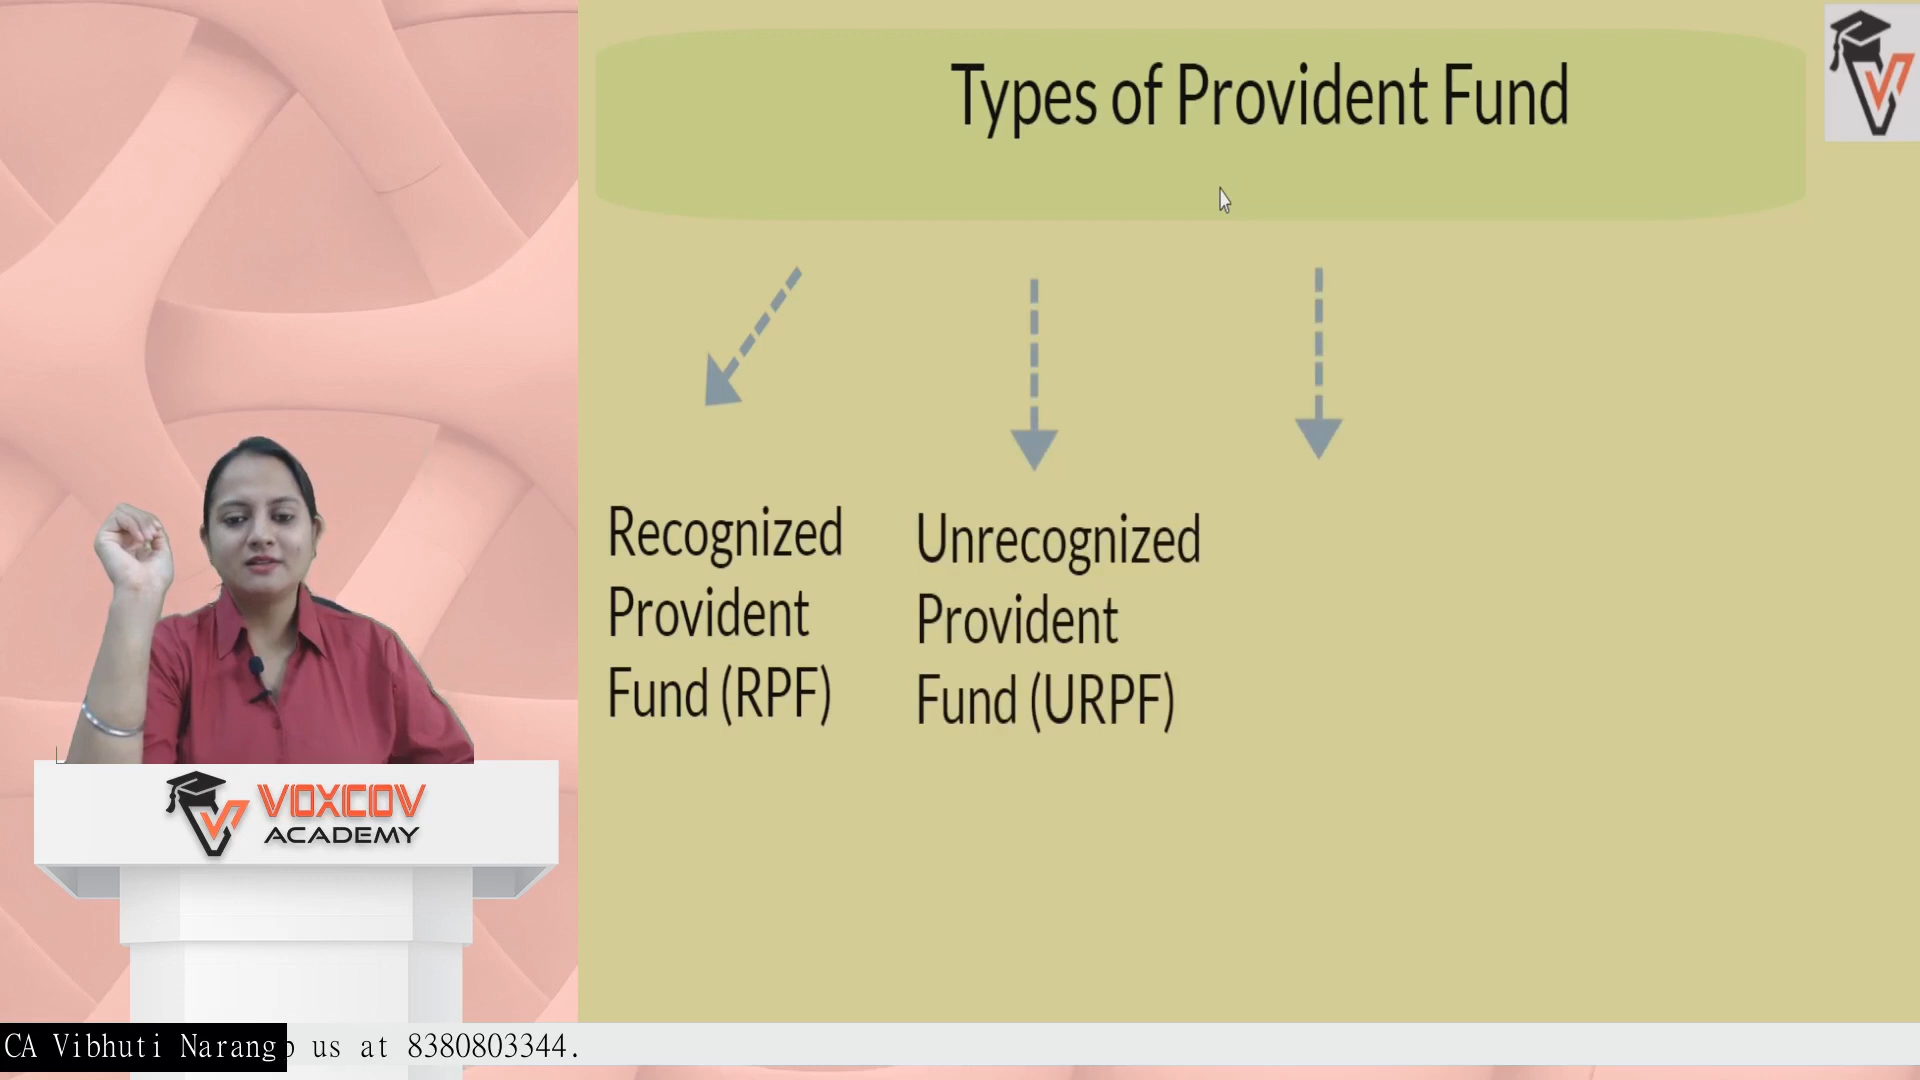 Types of Provident Fund
Recognized
Provident
Fund (RPF)
Unrecognized
Provident
Fund (URPF)
VOXCOV
ACADEMY
CA Vibhuti Narang us at 8380803344.